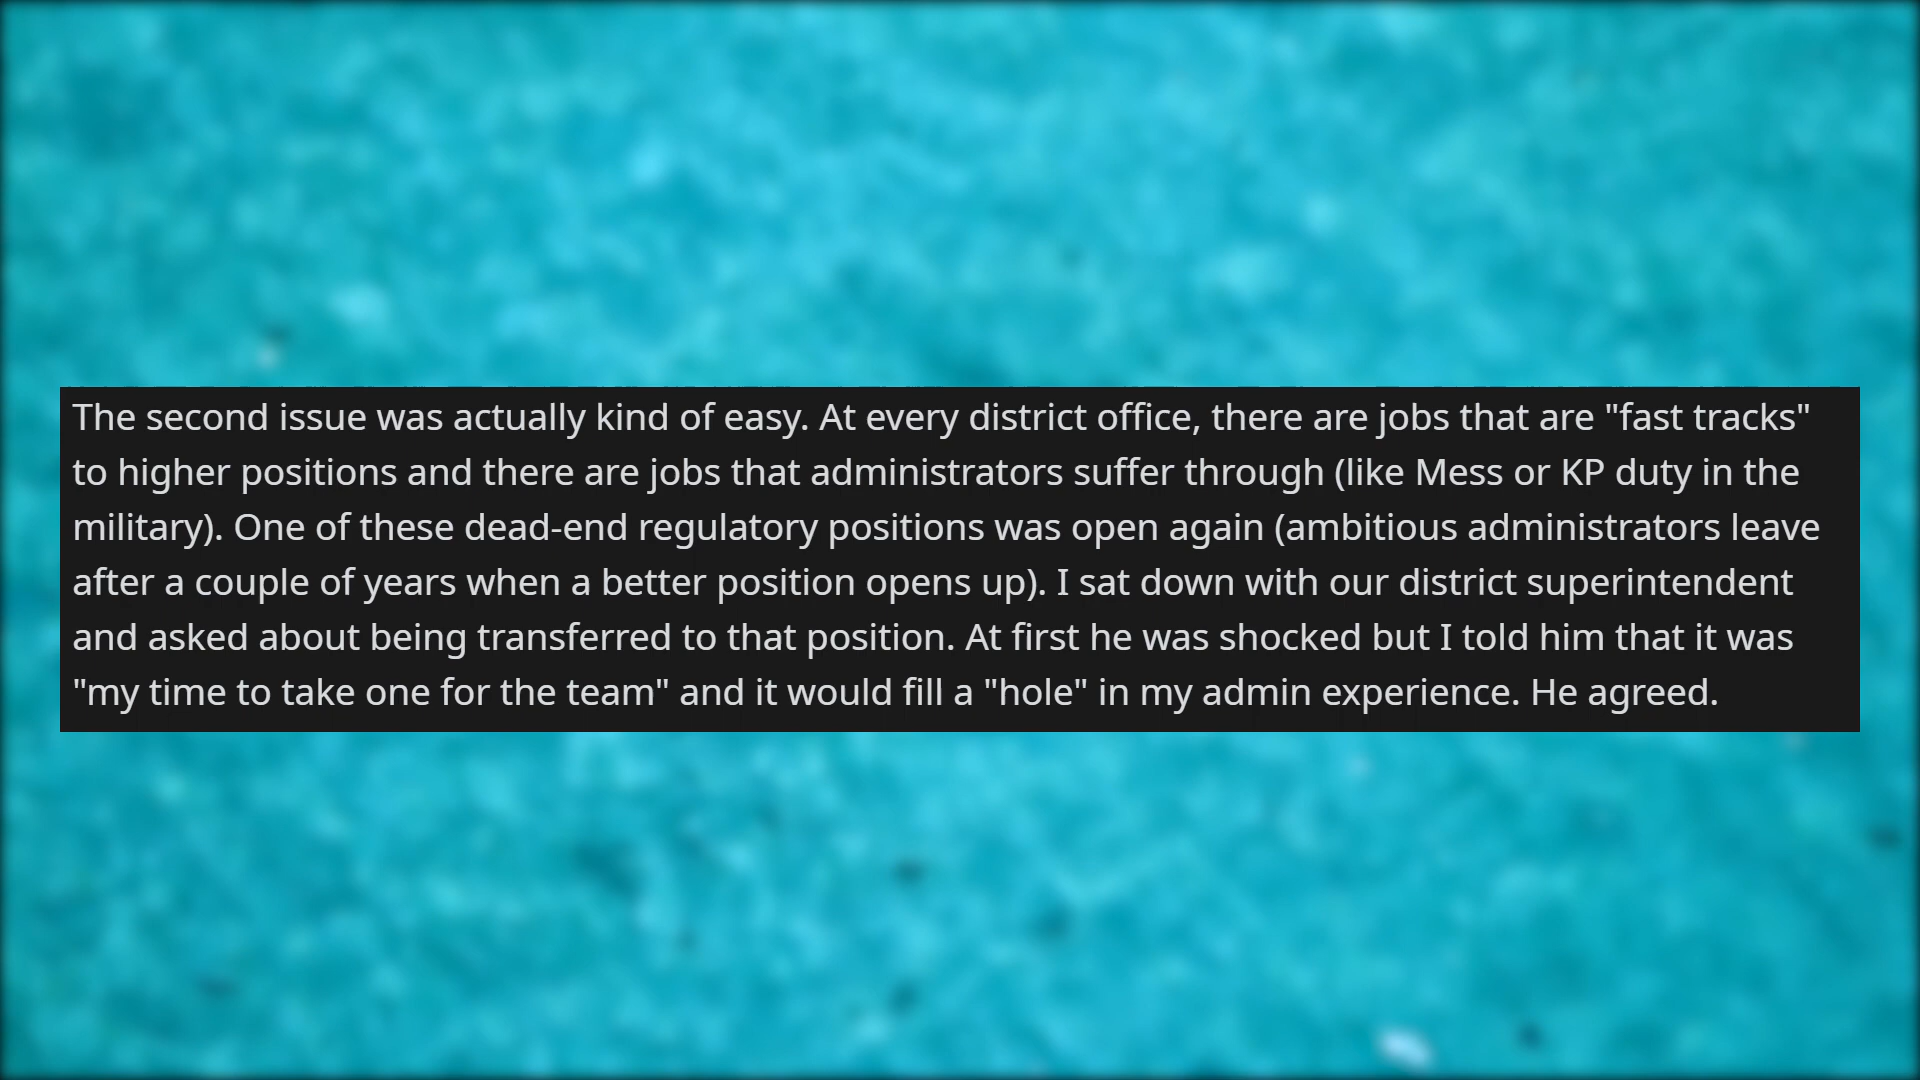 The second issue was actually kind of easy. At every district office, there are jobs that are "fast tracks"
to higher positions and there are jobs that administrators suffer through (like Mess or KP duty in the
military). One of these dead-end regulatory positions was open again (ambitious administrators leave
after a couple of years when a better position opens up). I sat down with our district superintendent
and asked about being transferred to that position. At first he was shocked but I told him that it was
"my time to take one for the team" and it would fill a "hole" in my admin experience. He agreed.